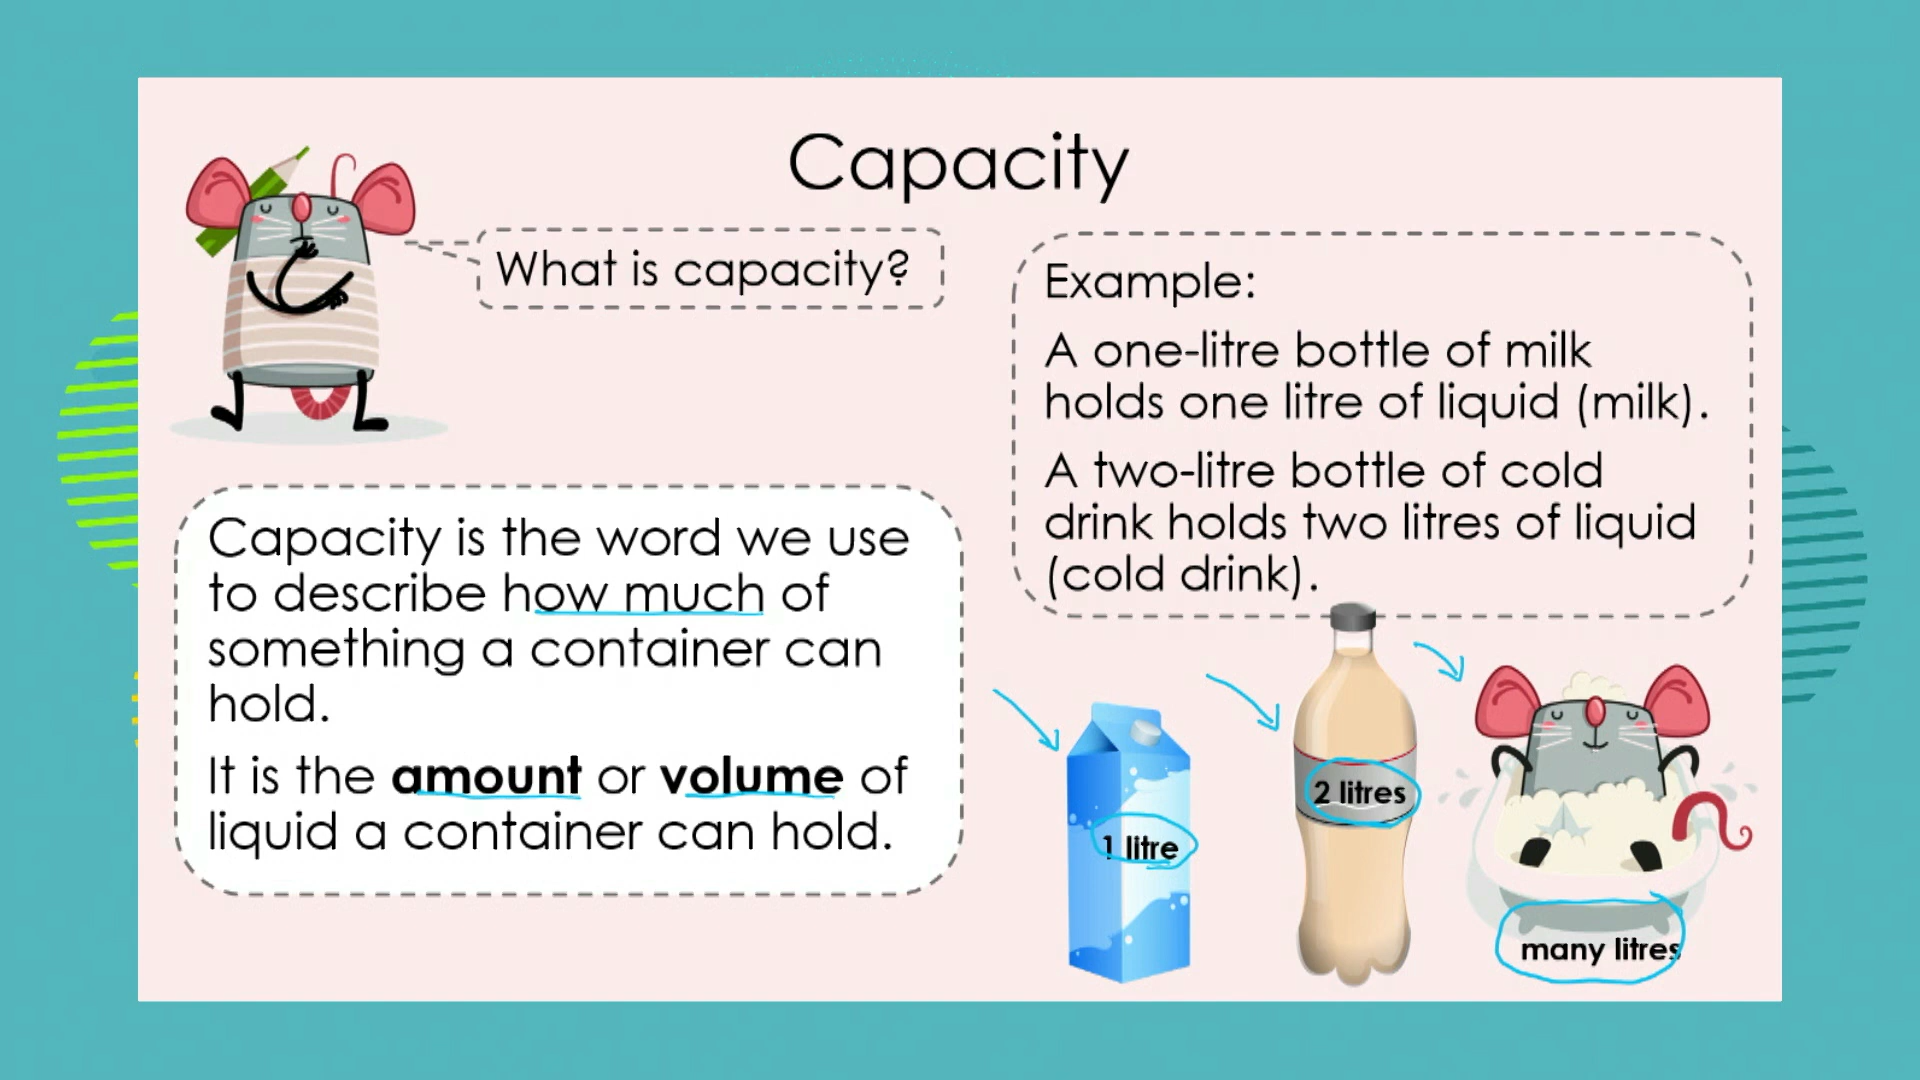 Capacity
What is capacity?
Capacity is the word we use
to describe how much of
something a container can
hold.
It is the amount or volume of
liquid a container can hold.
Example:
A one-litre bottle of milk
holds one litre of liquid (milk).
A two-litre bottle of cold
drink holds two litres of liquid
(cold drink).
1 litre
2 litres
many litres